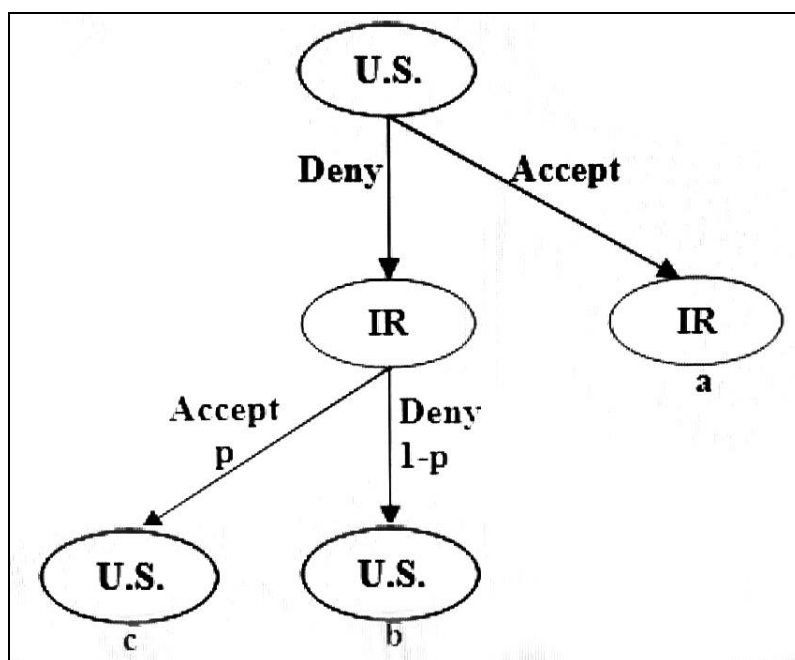 U.S.
Deny
Accept
IR
IR
a
Accept
p
Deny
1-p
U.S.
U.S.
c
b